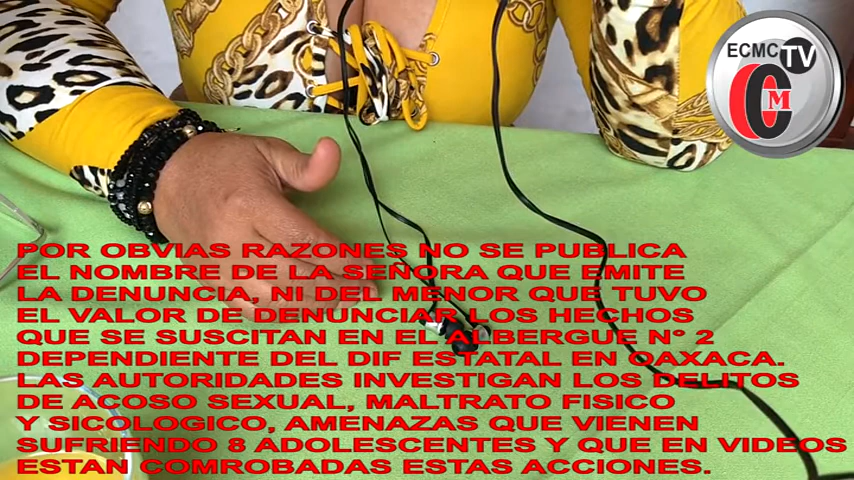 ECMC TV
CM
POR OBVIAS RAZONES NO SE PUBLICA
EL NOMBRE DE LA SEÑORA QUE EMITE
LA DENUNCIA, NI DEL MENOR QUE TUVO
EL VALOR DE DENUNCIAR LOS HECHOS
QUE SE SUSCITAN EN EL ALBERGUE Nº 2
DEPENDIENTE DEL DIF ESTATAL EN OAXACA.
LAS AUTORIDADES INVESTIGAN LOS DELITOS
DE ACOSO SEXUAL, MALTRATO FISICO
Y SICOLOGICO, AMENAZAS QUE VIENEN
SUFRIENDO 8 ADOLESCENTES Y QUE EN VIDEOS
ESTAN COMROBADAS ESTAS ACCIONES.